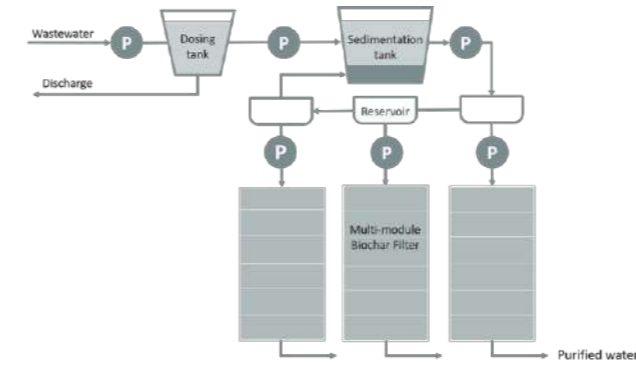 Wastewater
P
Dosing
tank
P
Sedimentation
tank
P
Discharge
Reservoir
P
P
P
Multi-module
Biochar Filter
Purified water